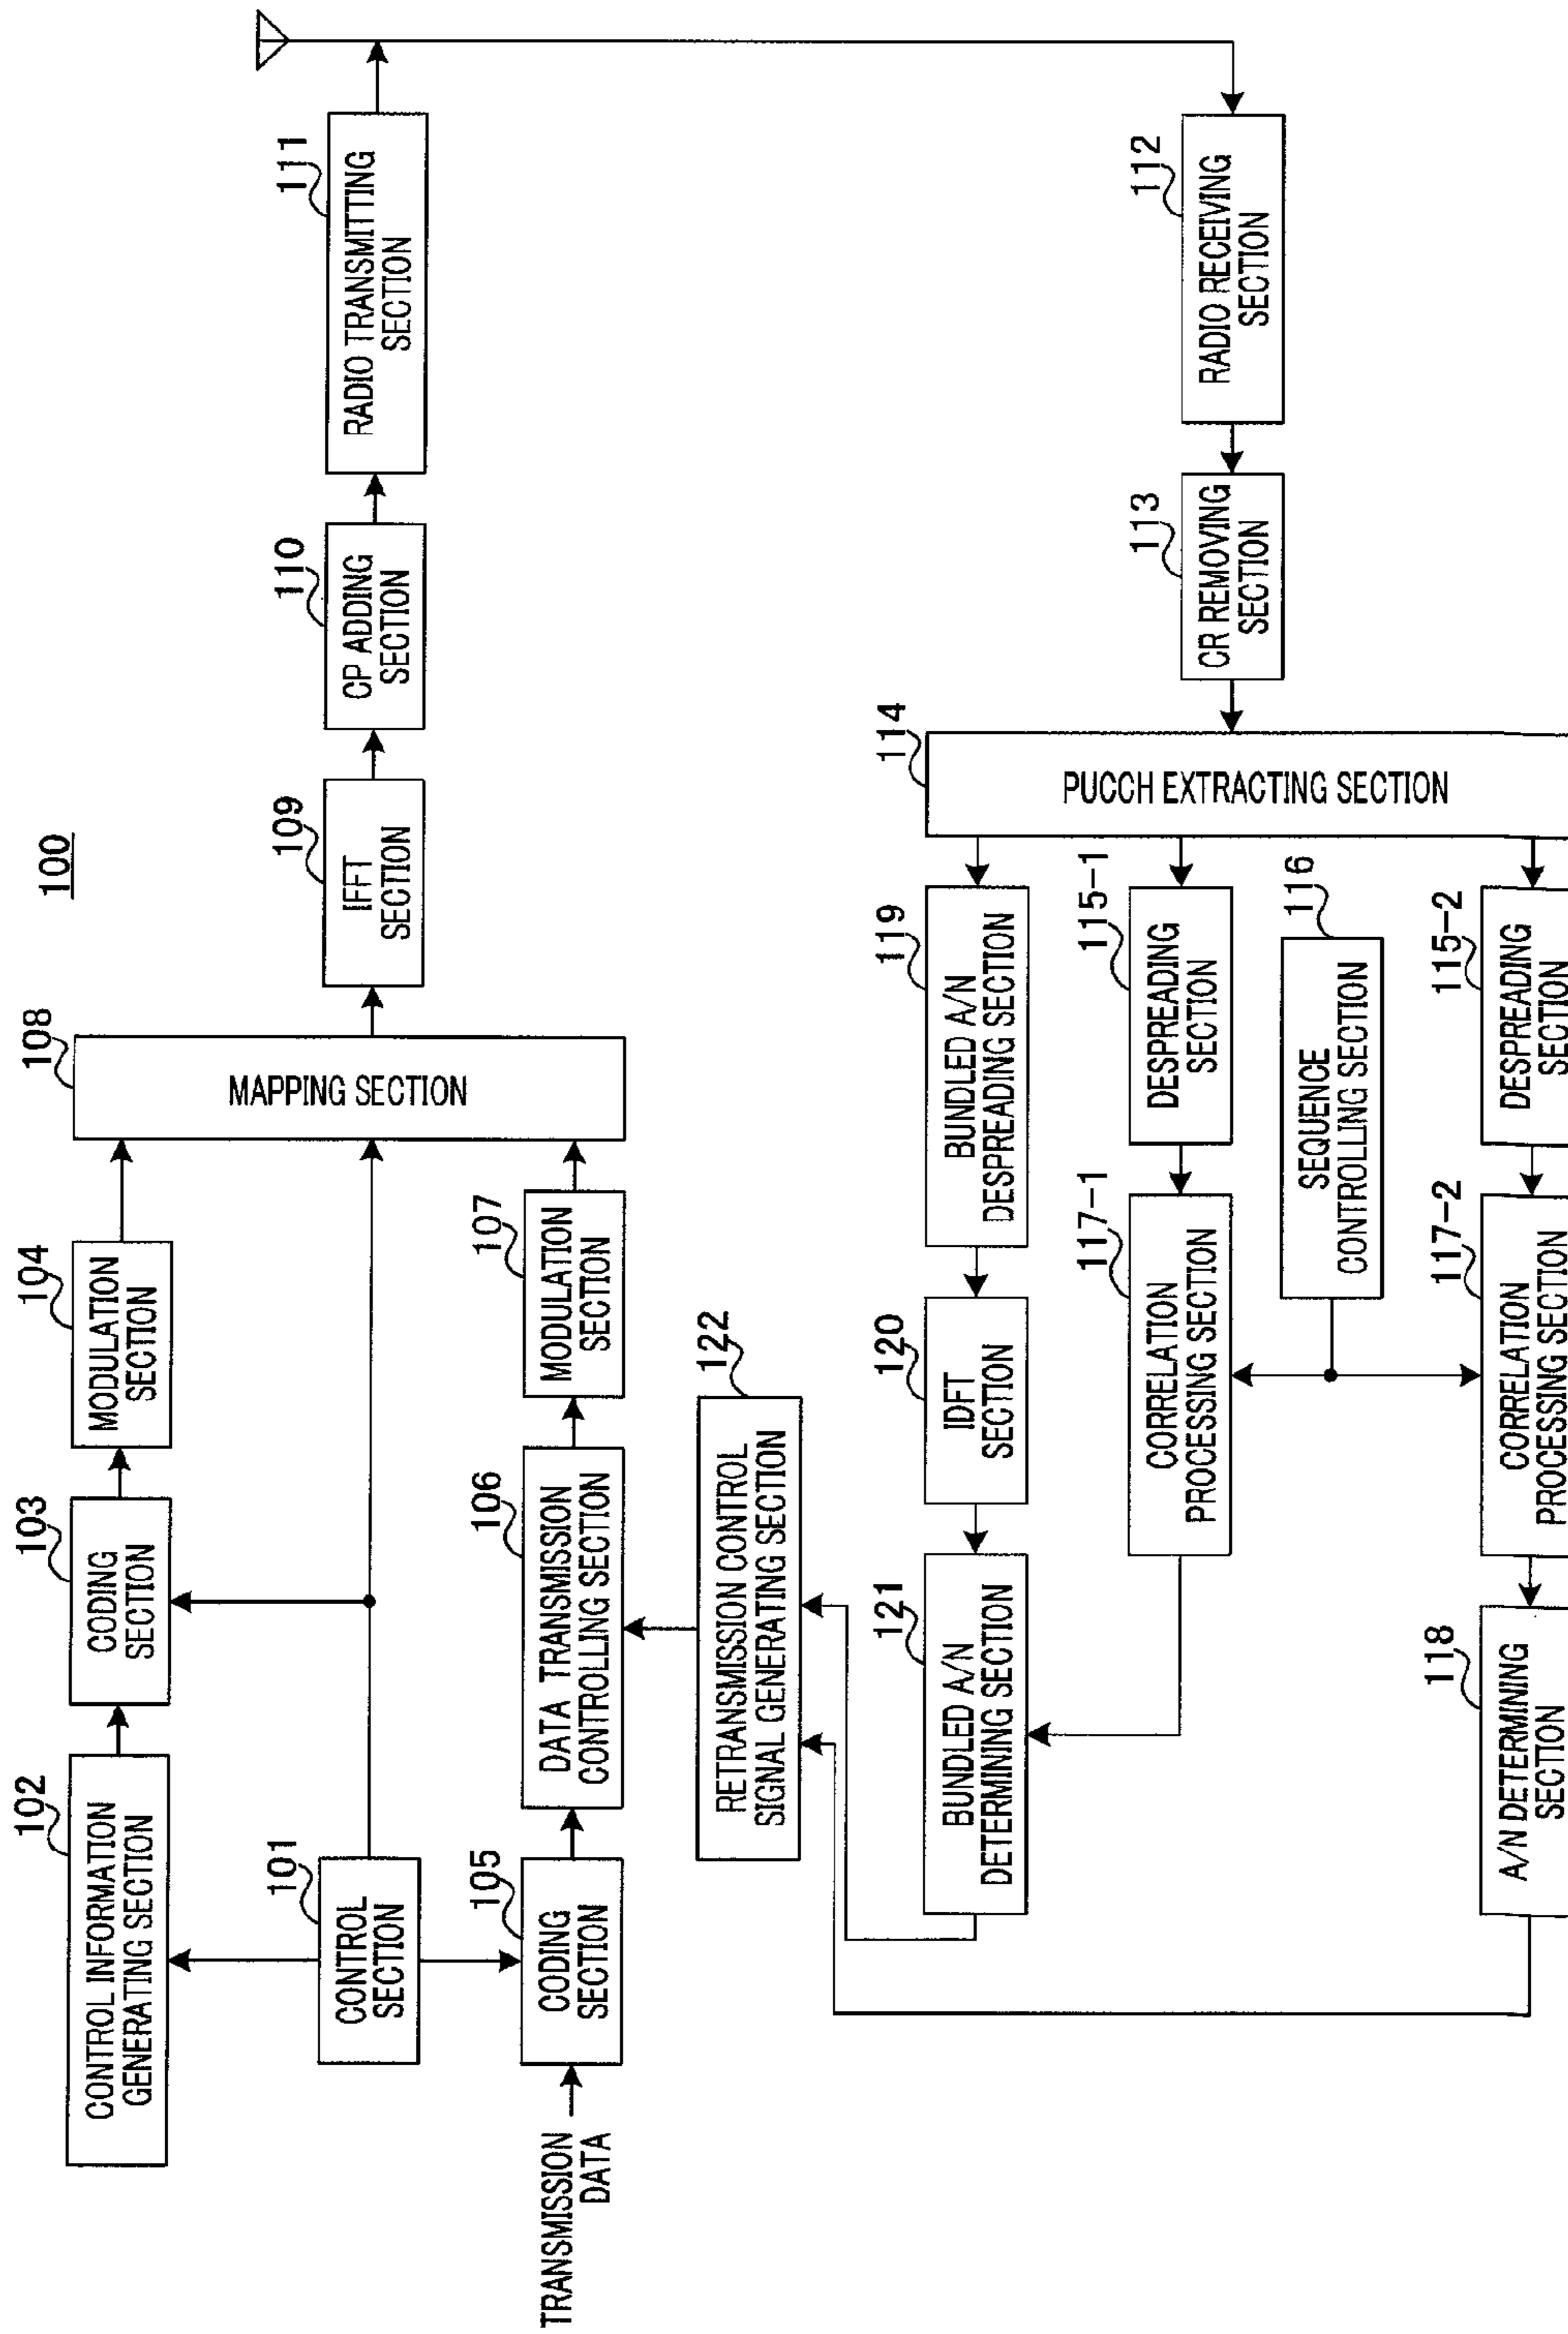 100
102
CONTROL INFORMATION
GENERATING SECTION
103
CODING
SECTION
104
MODULATION
SECTION
108
MAPPING SECTION
109
IFFT
SECTION
110
CP ADDING
SECTION
111
RADIO TRANSMITTING
SECTION
101
CONTROL
SECTION
TRANSMISSION
DATA
105
CODING
SECTION
106
DATA TRANSMISSION
CONTROLLING SECTION
107
MODULATION
SECTION
122
RETRANSMISSION CONTROL
SIGNAL GENERATING SECTION
121
BUNDLED A/N
DETERMINING SECTION
120
IDFT
SECTION
119
BUNDLED A/N
DESPREADING SECTION
114
PUCCH EXTRACTING SECTION
113
CR REMOVING
SECTION
112
RADIO RECEIVING
SECTION
117-1
CORRELATION
PROCESSING SECTION
115-1
DESPREADING
SECTION
116
SEQUENCE
CONTROLLING SECTION
118
A/N DETERMINING
SECTION
117-2
CORRELATION
PROCESSING SECTION
115-2
DESPREADING
SECTION